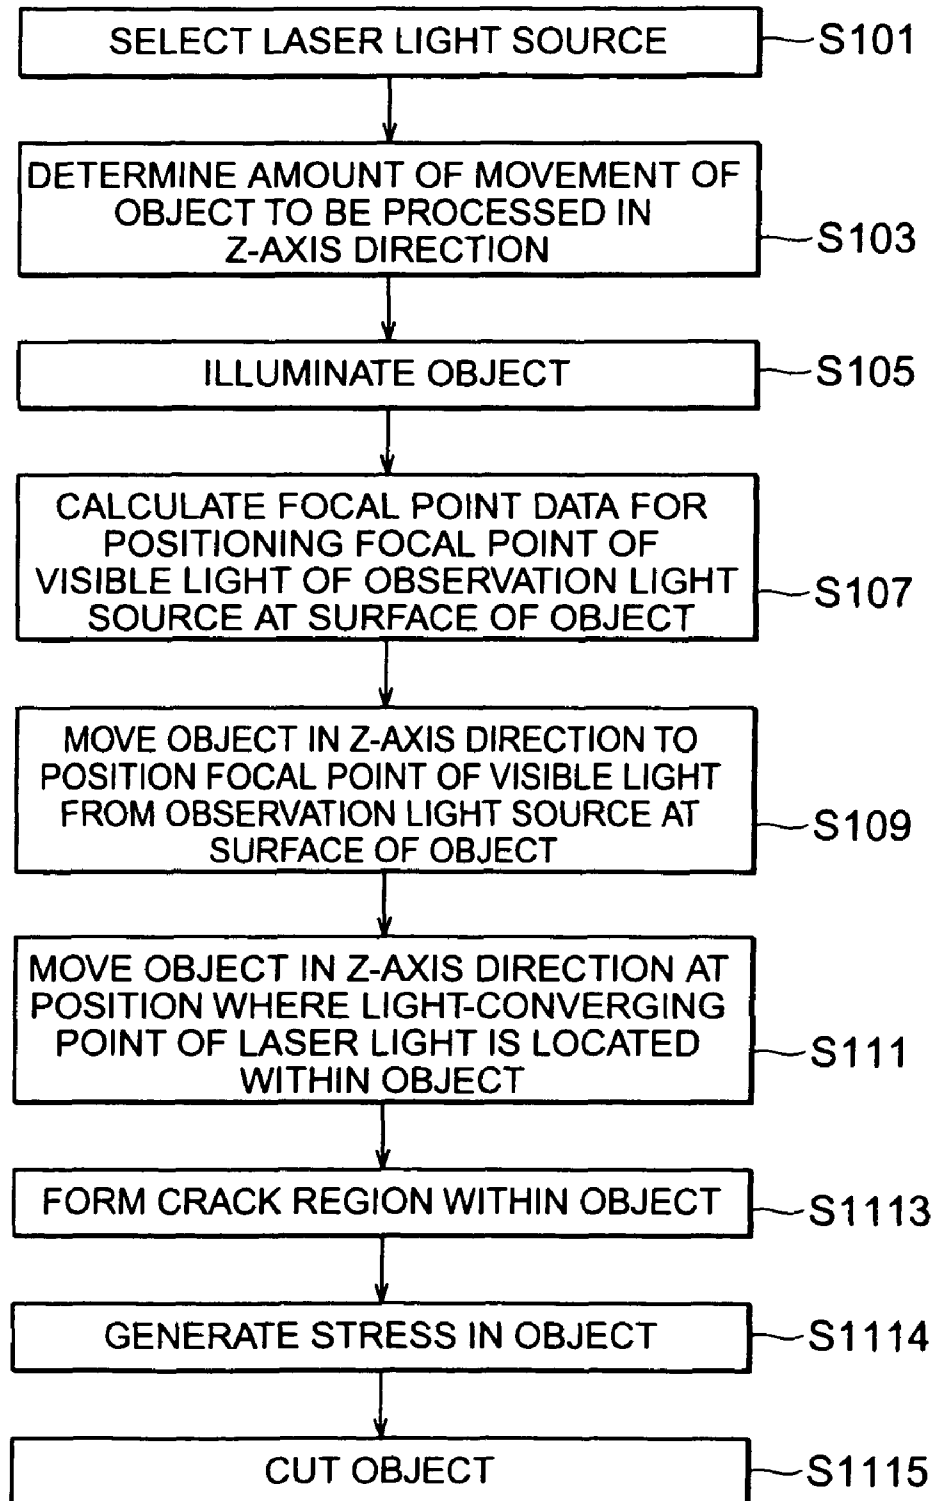 SELECT LASER LIGHT SOURCE
S101
DETERMINE AMOUNT OF MOVEMENT OF
OBJECT TO BE PROCESSED IN
Z-AXIS DIRECTION
S103
ILLUMINATE OBJECT
S105
CALCULATE FOCAL POINT DATA FOR
POSITIONING FOCAL POINT OF
VISIBLE LIGHT OF OBSERVATION LIGHT
SOURCE AT SURFACE OF OBJECT
S107
MOVE OBJECT IN Z-AXIS DIRECTION TO
POSITION FOCAL POINT OF VISIBLE LIGHT
FROM OBSERVATION LIGHT SOURCE AT
SURFACE OF OBJECT
S109
MOVE OBJECT IN Z-AXIS DIRECTION AT
POSITION WHERE LIGHT-CONVERGING
POINT OF LASER LIGHT IS LOCATED
WITHIN OBJECT
S111
FORM CRACK REGION WITHIN OBJECT
S1113
GENERATE STRESS IN OBJECT
S1114
CUT OBJECT
S1115